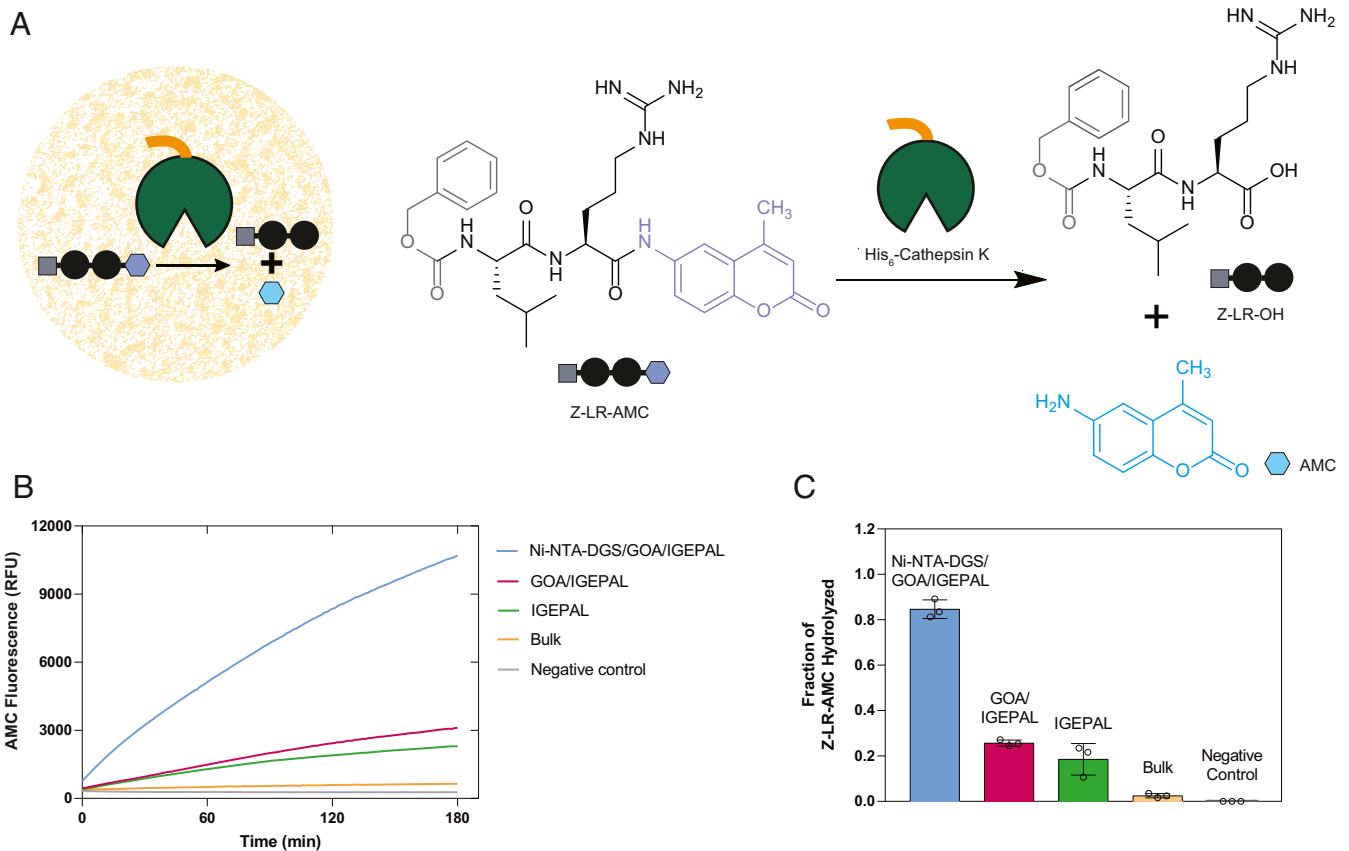 A
HN
NH2
NH
O
O
H
N
O
N
H
O
H
N
CH3
O
O
Z-LR-AMC
His6-Cathepsin K
HN
NH2
NH
O
O
H
N
O
N
H
OH
O
+
Z-LR-OH
CH3
H2N
O
O
AMC
B
AMC Fluorescence (RFU)
12000
9000
6000
3000
0
0 60 120 180
Time (min)
Ni-NTA-DGS/GOA/IGEPAL
GOA/IGEPAL
IGEPAL
Bulk
Negative control
C
Fraction of
Z-LR-AMC Hydrolyzed
1.2
1.0
0.8
0.6
0.4
0.2
0.0
Ni-NTA-DGS/
GOA/IGEPAL
GOA/
IGEPAL
IGEPAL
Bulk
Negative
Control